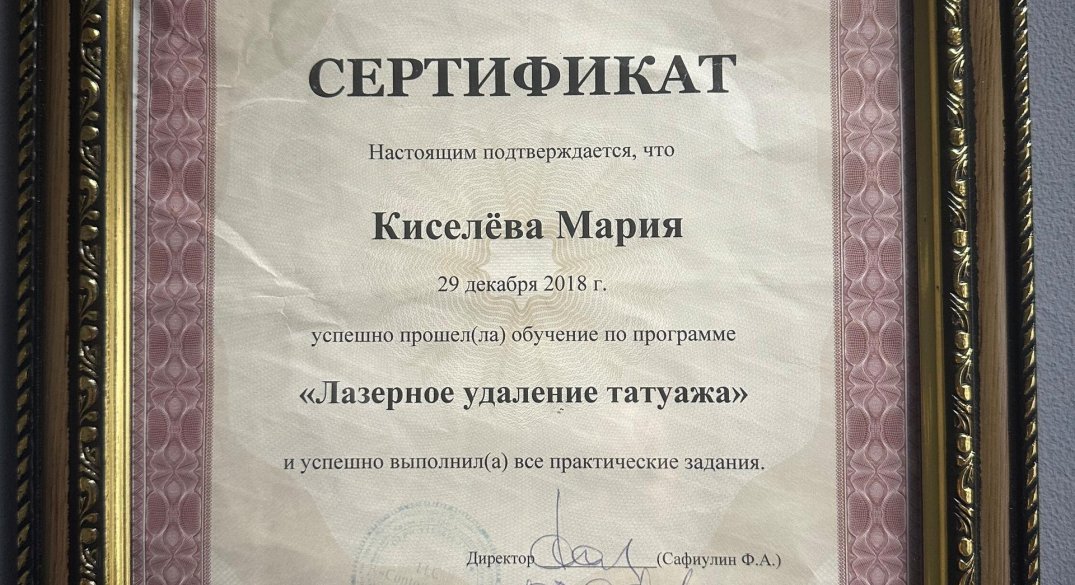 СЕРТИФИКАТ
Настоящим подтверждается, что
Киселёва Мария
29 декабря 2018 г.
успешно прошел(ла) обучение по программе
«Лазерное удаление татуажа»
и успешно выполнил(а) все практические задания.
Директор (Сафиулин Ф.А.)
LLC